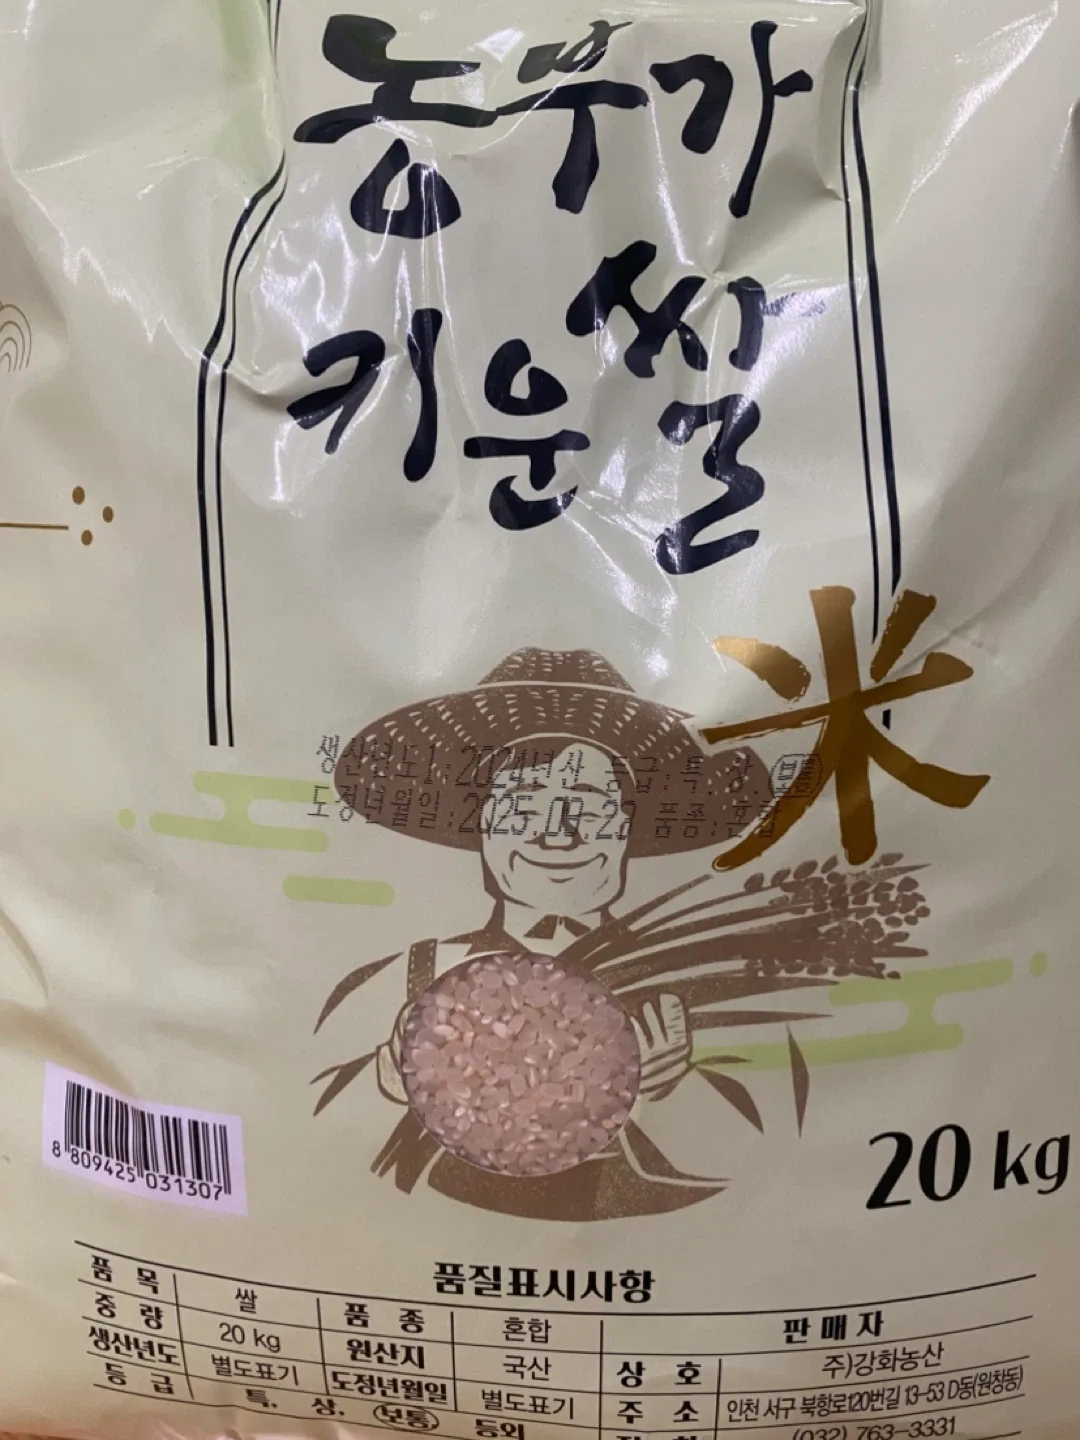 농부가
키운쌀
米
생산년도1:2024년산 등급:특.상.보통
도정년월일:2025.09.23 품종:혼합
20 kg
8 809425 031307
품질표시사항
품 목 쌀 품 종 혼합 판 매 자
중 량 20 kg 원산지 국산 상 호 주)강화농산
생산년도 별도표기 도정년월일 별도표기 주 소 인천 서구 북항로120번길 13-53 D동(원창동)
등 급 특. 상. 보통 등외 (032) 763-3331